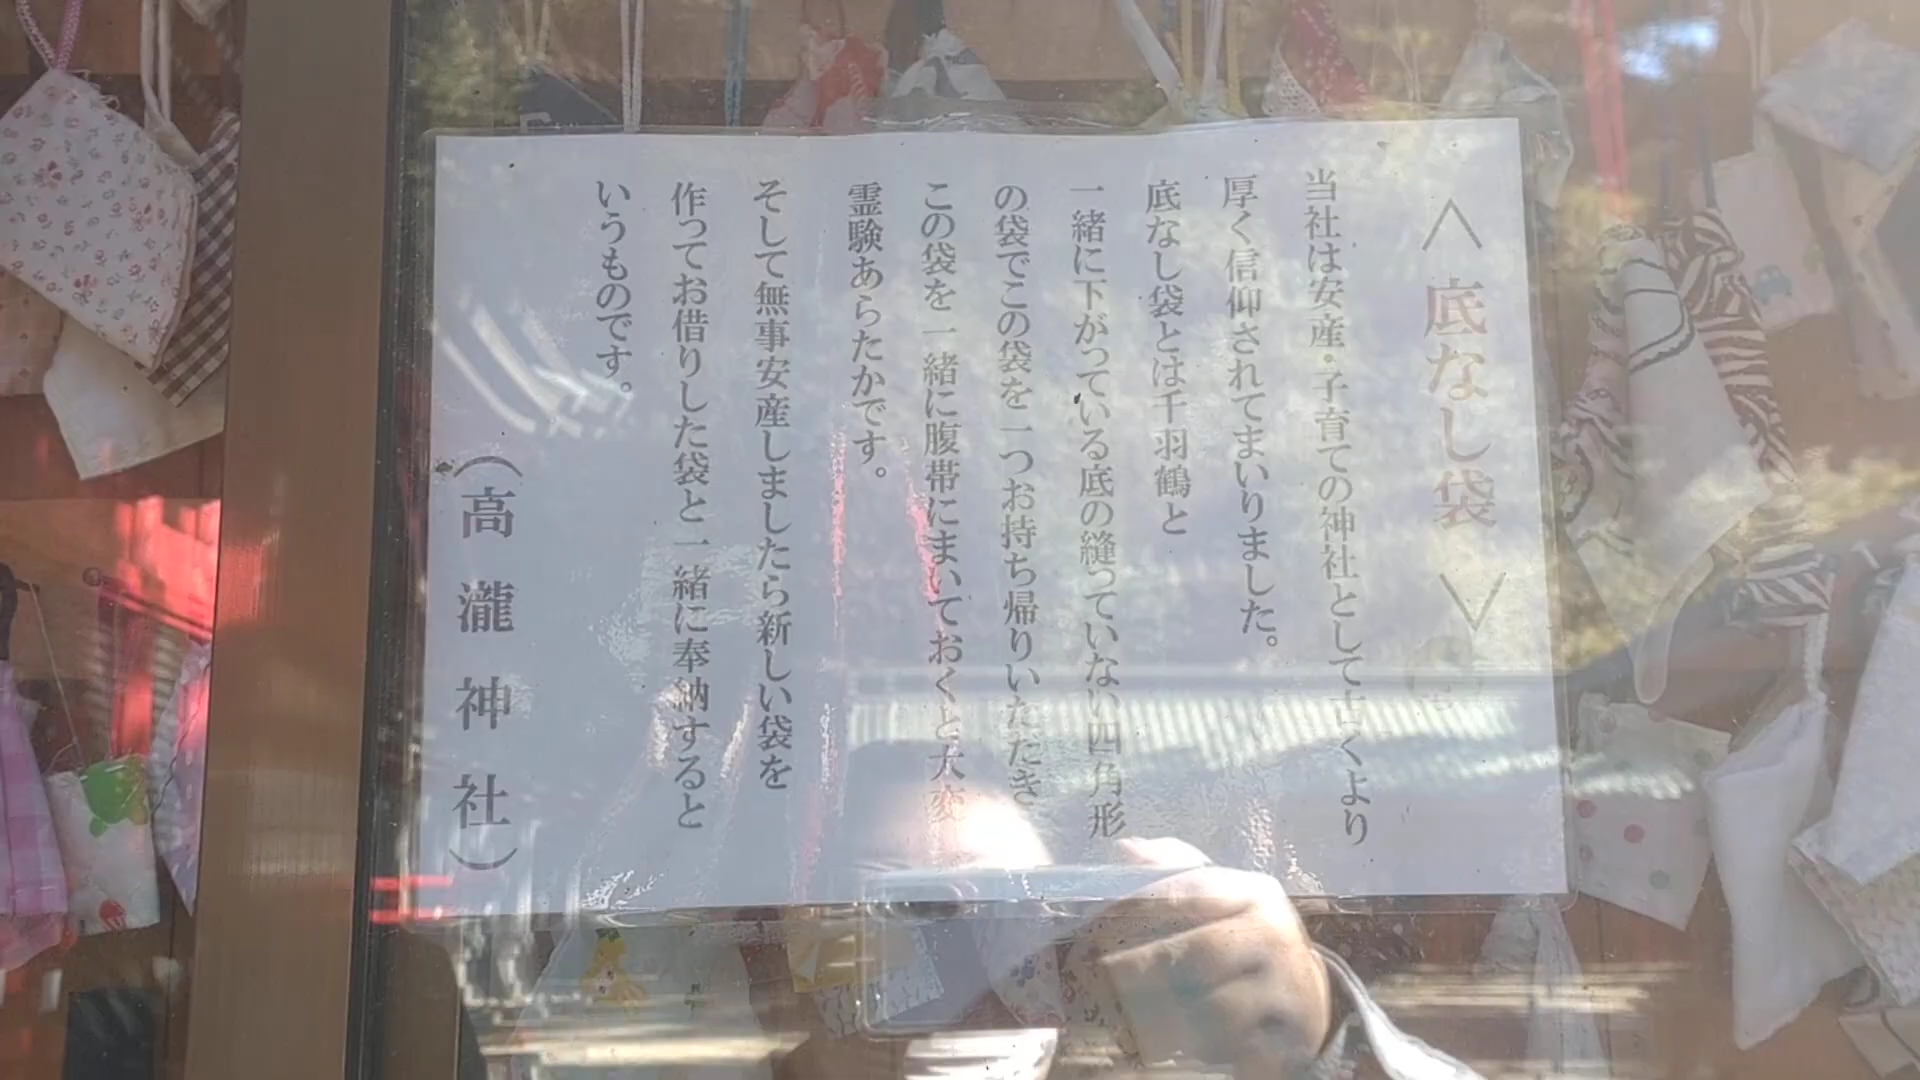 ＜底なし袋＞
当社は安産・子育ての神社として古くより
厚く信仰されてまいりました。
底なし袋とは千羽鶴と
一緒に下がっている底の縫っていない四角形
の袋でこの袋を一つお持ち帰りいただき
この袋を一緒に腹帯にまいておくと大変
霊験あらたかです。
そして無事安産しましたら新しい袋を
作ってお借りした袋と一緒に奉納すると
いうものです。
（高瀧神社）